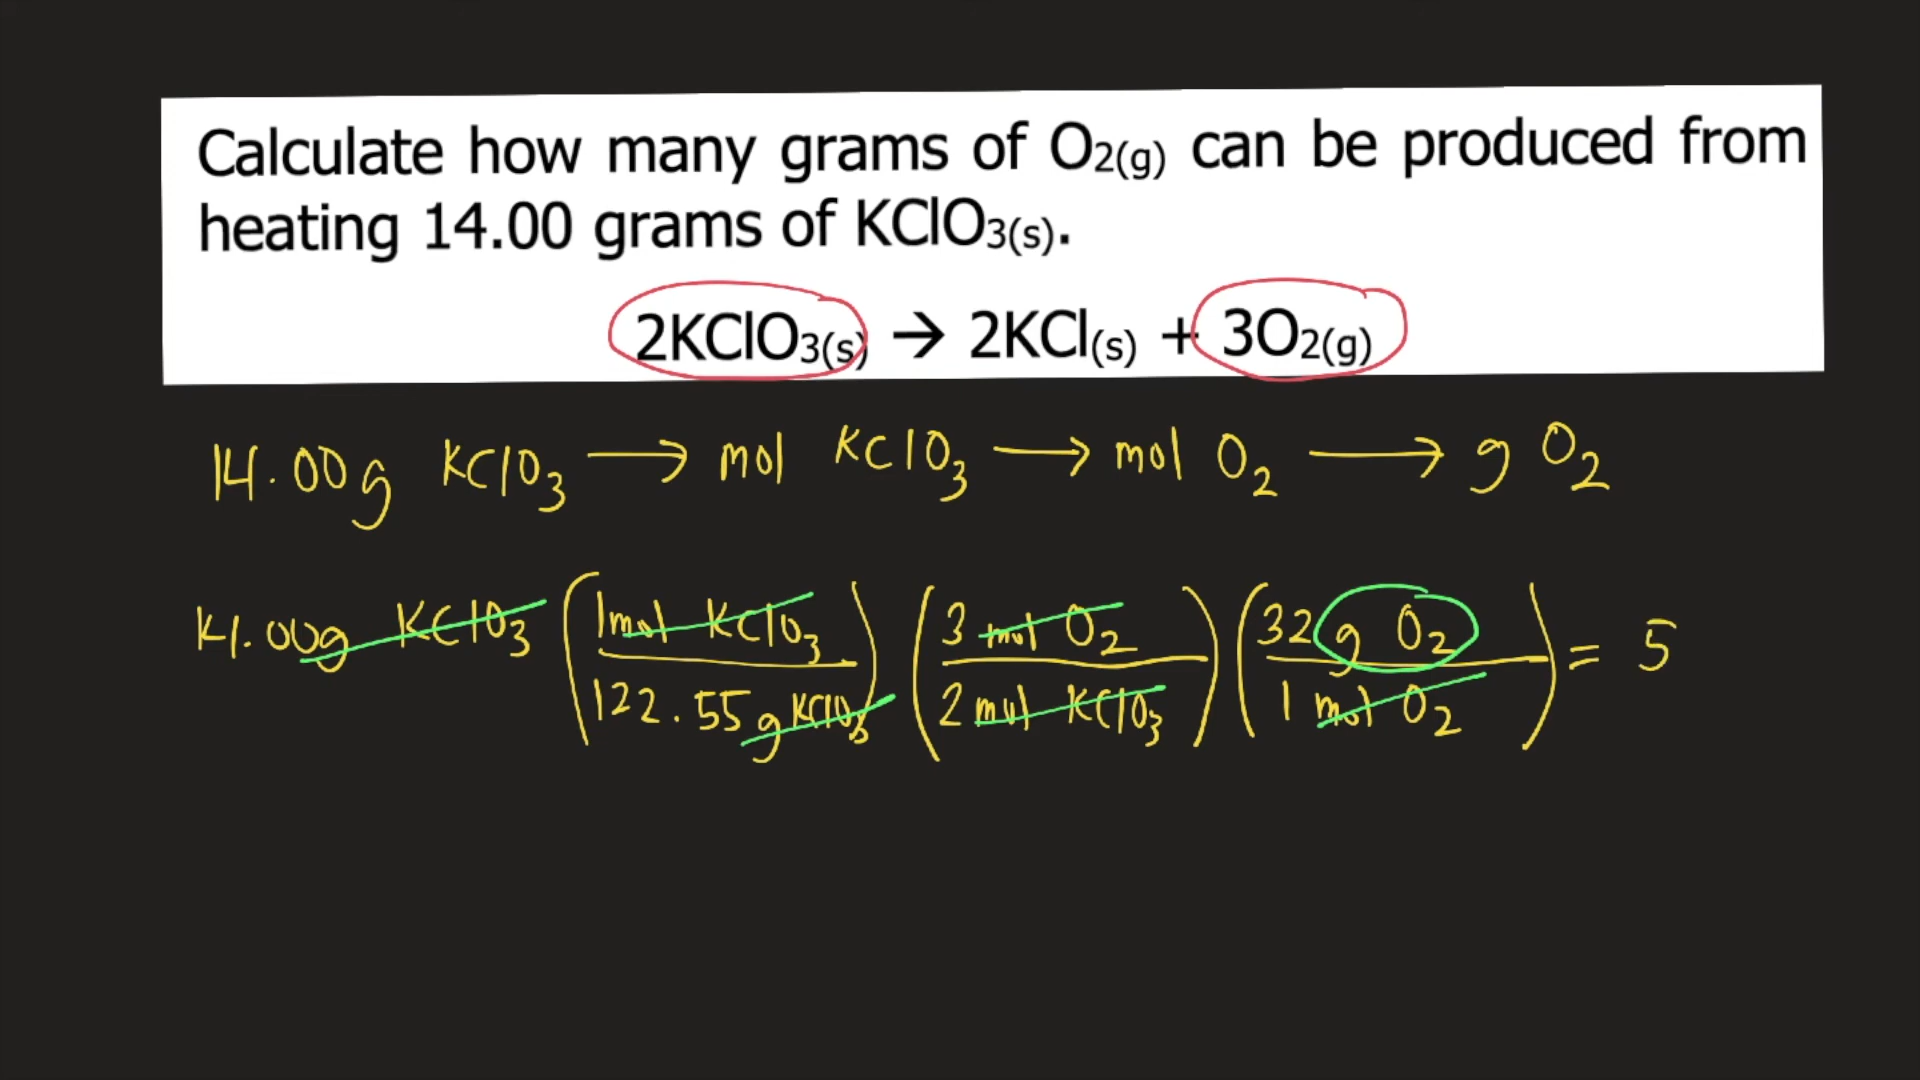 Calculate how many grams of O2(g) can be produced from
heating 14.00 grams of KClO3(s).
2KClO3(s) → 2KCl(s) + 3O2(g)
14.00g KClO3 → mol KClO3 → mol O2 → g O2
14.00g KClO3 (1mol KClO3 / 122.55g KClO3) (3 mol O2 / 2 mol KClO3) (32g O2 / 1 mol O2) = 5